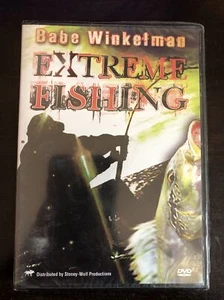 Babe Winkelman
EXTREME
FISHING
Distributed by Stoney-Wolf Productions
DVD